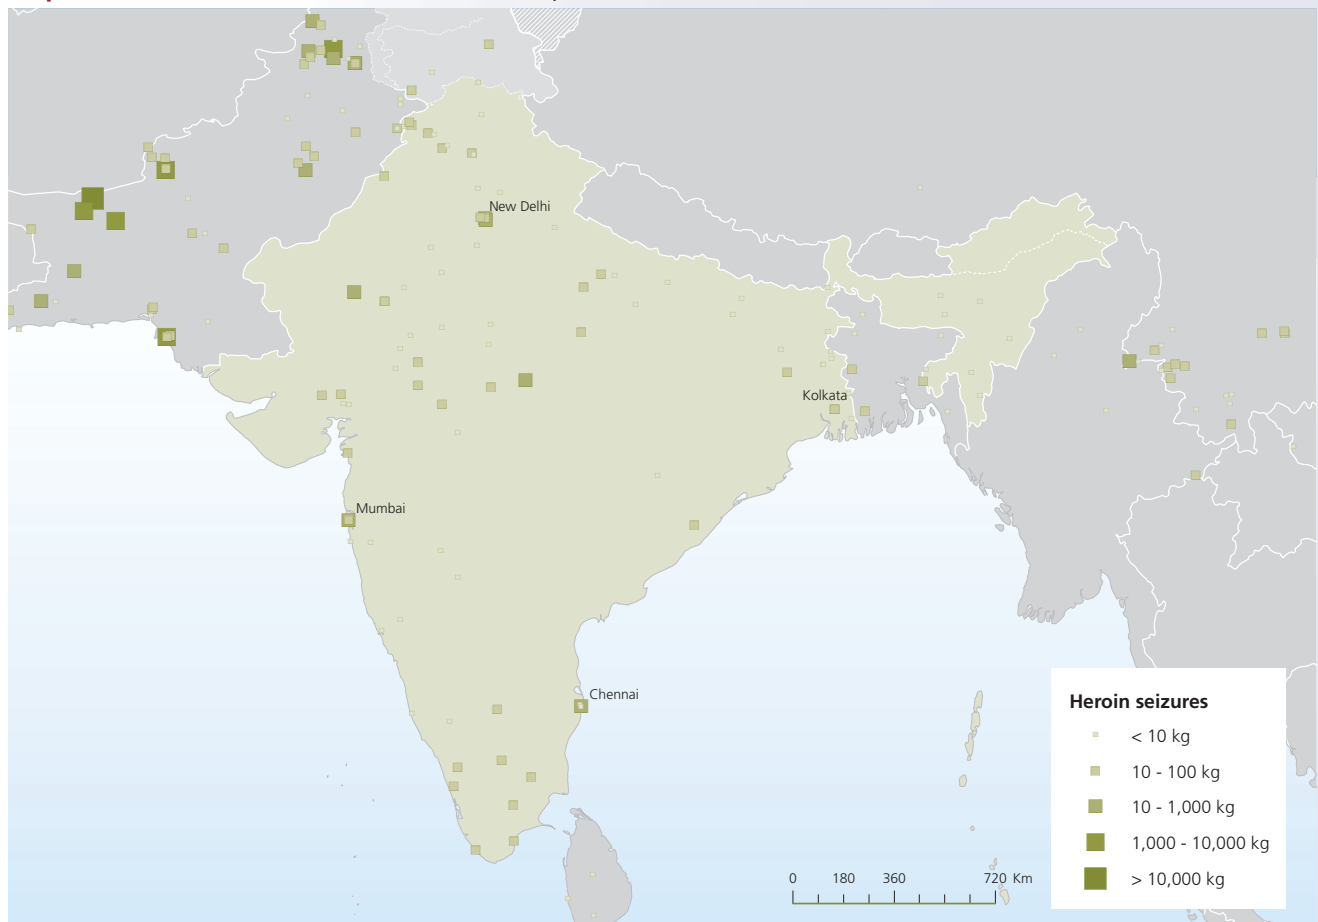 New Delhi
Kolkata
Mumbai
Chennai
Heroin seizures
< 10 kg
10 - 100 kg
10 - 1,000 kg
1,000 - 10,000 kg
> 10,000 kg
0 180 360 720 Km